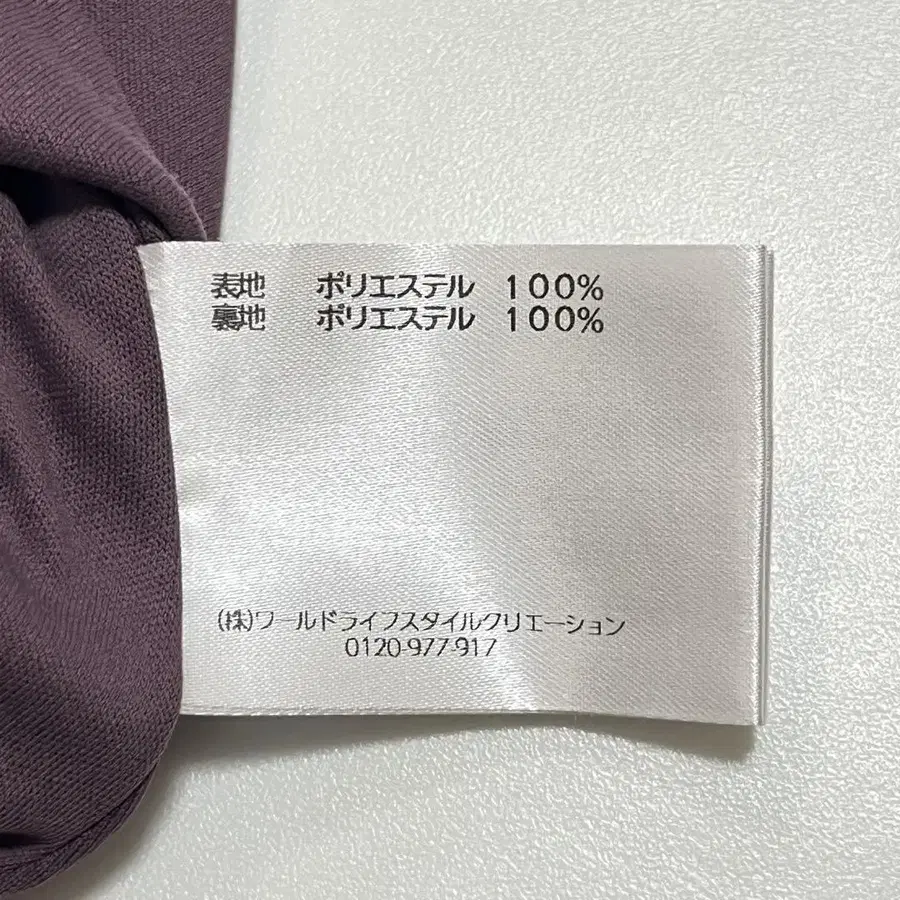 表地 ポリエステル 100%
裏地 ポリエステル 100%
(株)ワールドライフスタイルクリエーション
0120-977-917